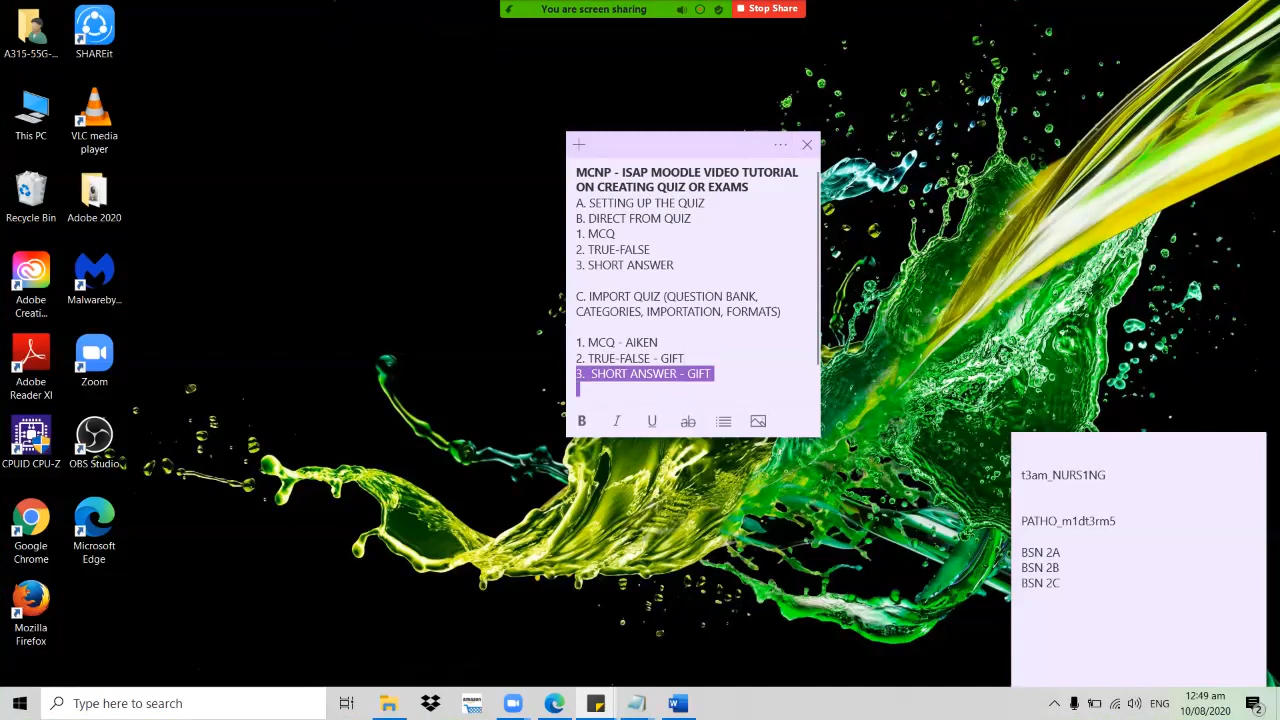 You are screen sharing
Stop Share
A315-55G-...
SHAREit
This PC
VLC media
player
Recycle Bin
Adobe 2020
Adobe
Creati...
Malwareby...
Adobe
Reader XI
Zoom
CPUID CPU-Z
OBS Studio
Google
Chrome
Microsoft
Edge
Mozilla
Firefox
MCNP - ISAP MOODLE VIDEO TUTORIAL
ON CREATING QUIZ OR EXAMS
A. SETTING UP THE QUIZ
B. DIRECT FROM QUIZ
1. MCQ
2. TRUE-FALSE
3. SHORT ANSWER
C. IMPORT QUIZ (QUESTION BANK,
CATEGORIES, IMPORTATION, FORMATS)
1. MCQ - AIKEN
2. TRUE-FALSE - GIFT
3.  SHORT ANSWER - GIFT
B I U ab
t3am_NURS1NG
PATHO_m1dt3rm5
BSN 2A
BSN 2B
BSN 2C
Type here to search
amazon
ENG
12:49 am
10/08/2020
2